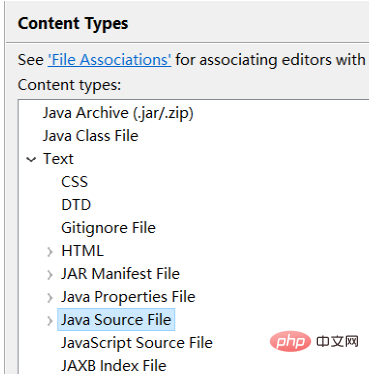 Content Types
See 'File Associations' for associating editors with
Content types:
Java Archive (.jar/.zip)
Java Class File
Text
CSS
DTD
Gitignore File
HTML
JAR Manifest File
Java Properties File
Java Source File
JavaScript Source File
JAXB Index File
php 中文网